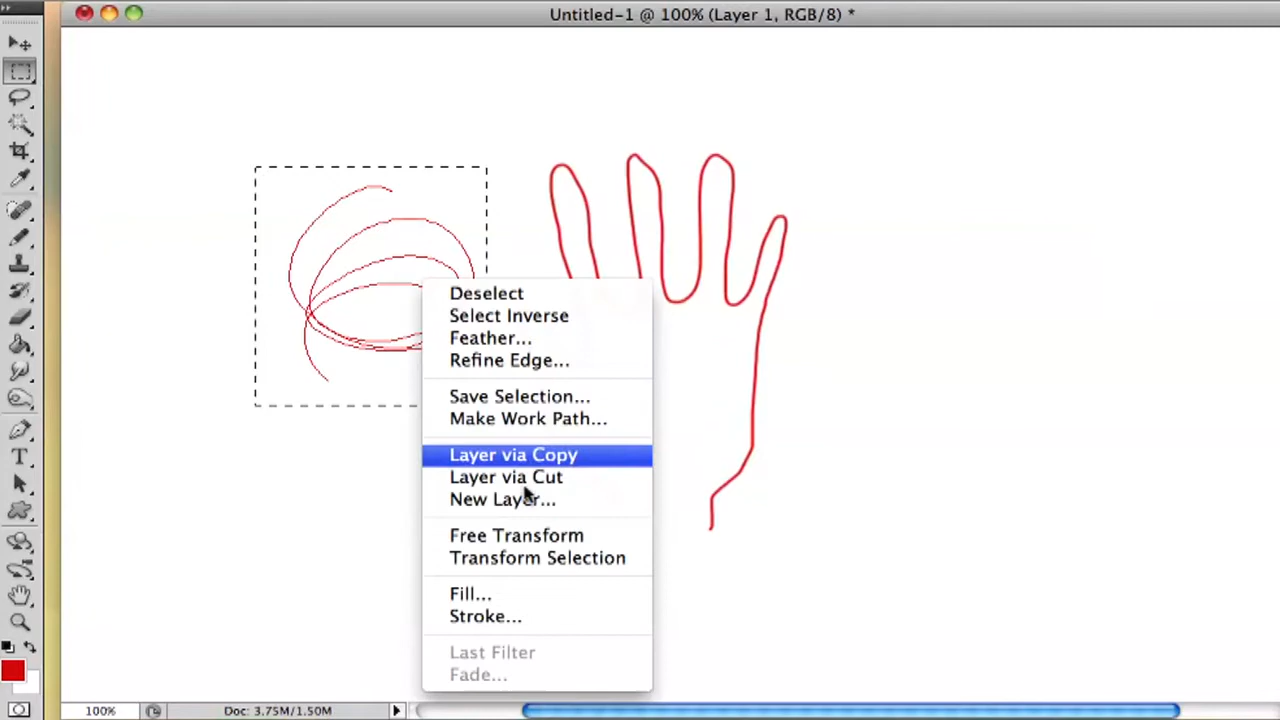 Untitled-1 @ 100% (Layer 1, RGB/8) *
Deselect
Select Inverse
Feather...
Refine Edge...
Save Selection...
Make Work Path...
Layer via Copy
Layer via Cut
New Layer...
Free Transform
Transform Selection
Fill...
Stroke...
Last Filter
Fade...
100%
Doc: 3.75M/1.50M